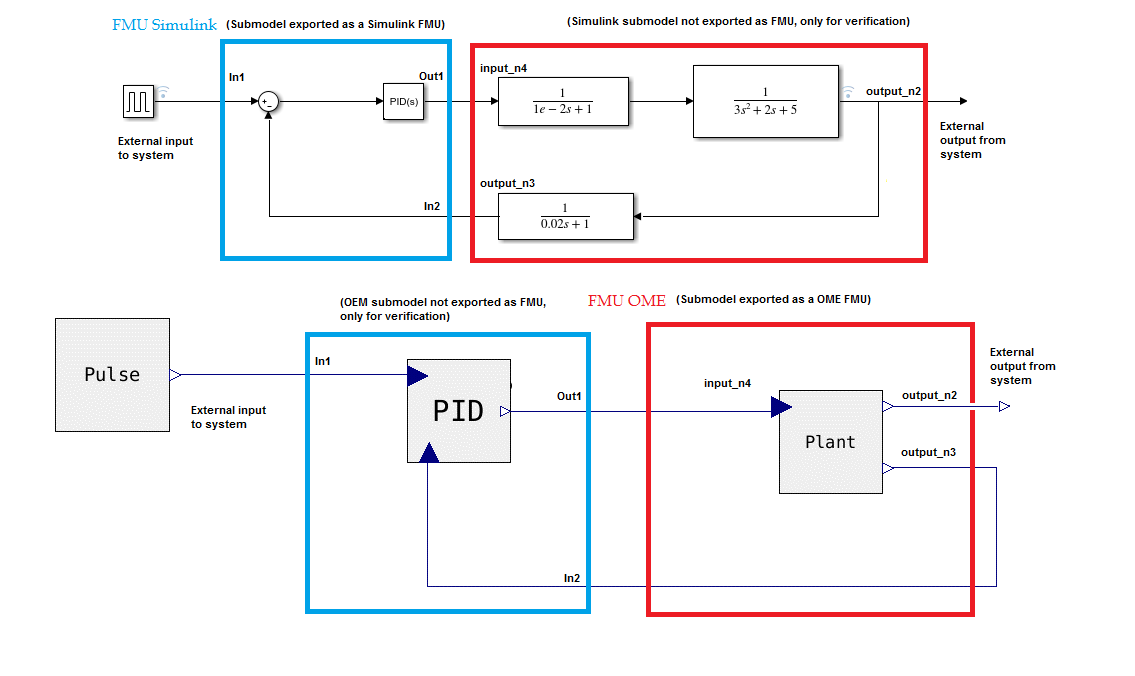 FMU Simulink (Submodel exported as a Simulink FMU)
(Simulink submodel not exported as FMU, only for verification)
In1
Out1
input_n4
+
-
PID(s)
1
1e − 2s + 1
1
3s² + 2s + 5
output_n2
External input
to system
External
output from
system
output_n3
In2
1
0.02s + 1
(OEM submodel not exported as FMU,
only for verification)
FMU OME (Submodel exported as a OME FMU)
Pulse
In1
External input
to system
PID
Out1
input_n4
Plant
output_n2
output_n3
External
output from
system
In2